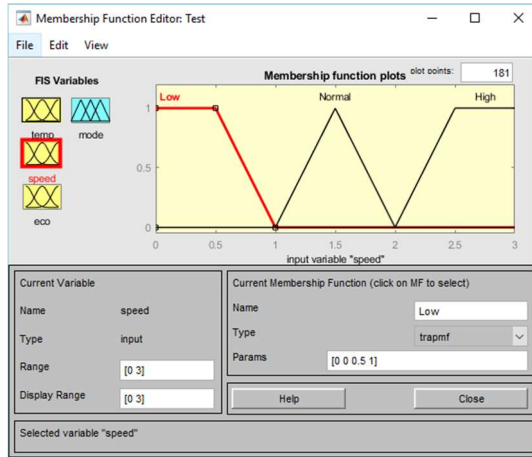 Membership Function Editor: Test
File Edit View
FIS Variables
Membership function plots plot points: 181
temp mode
speed
eco
Low Normal High
1
0.5
0
0 0.5 1 1.5 2 2.5 3
input variable "speed"
Current Variable
Name speed
Type input
Range [0 3]
Display Range [0 3]
Current Membership Function (click on MF to select)
Name Low
Type trapmf
Params [0 0 0.5 1]
Help Close
Selected variable "speed"